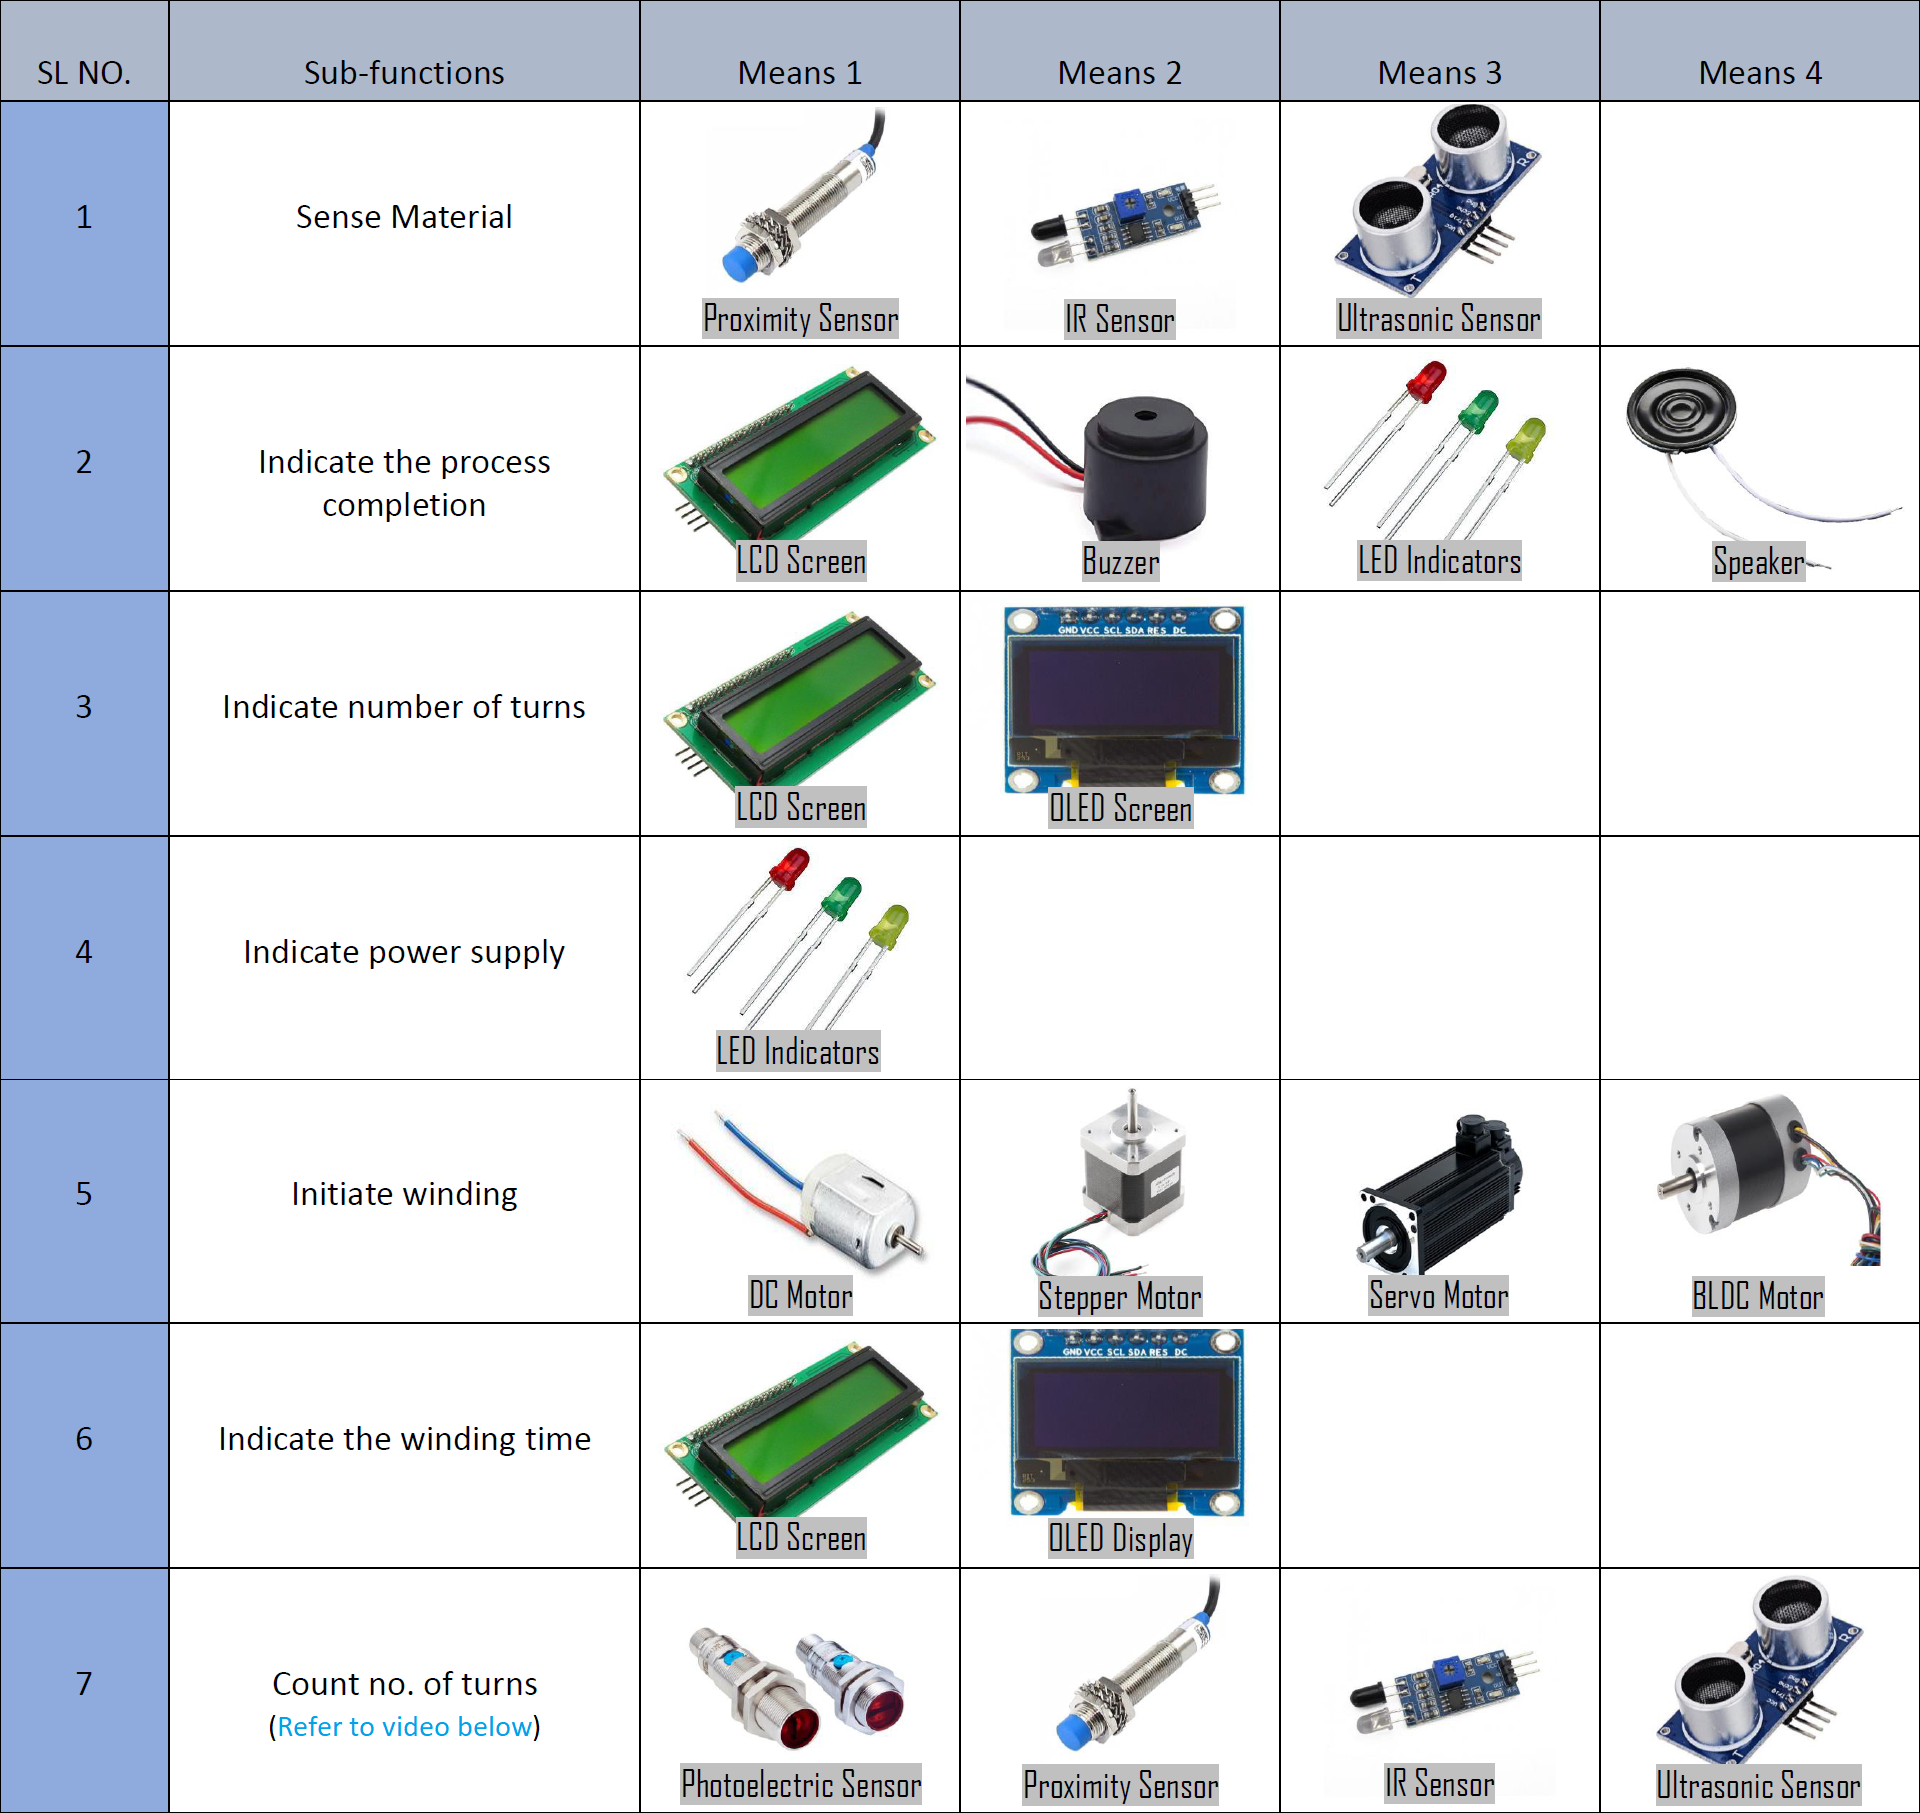 SL NO. Sub-functions Means 1 Means 2 Means 3 Means 4
1 Sense Material
Proximity Sensor IR Sensor Ultrasonic Sensor
2 Indicate the process
completion
LCD Screen Buzzer LED Indicators Speaker
GND VCC SCL SDA RES DC
3 Indicate number of turns
LCD Screen OLED Screen
4 Indicate power supply
LED Indicators
5 Initiate winding
DC Motor Stepper Motor Servo Motor BLDC Motor
GND VCC SCL SDA RES DC
6 Indicate the winding time
LCD Screen OLED Display
7 Count no. of turns
(Refer to video below)
Photoelectric Sensor Proximity Sensor IR Sensor Ultrasonic Sensor